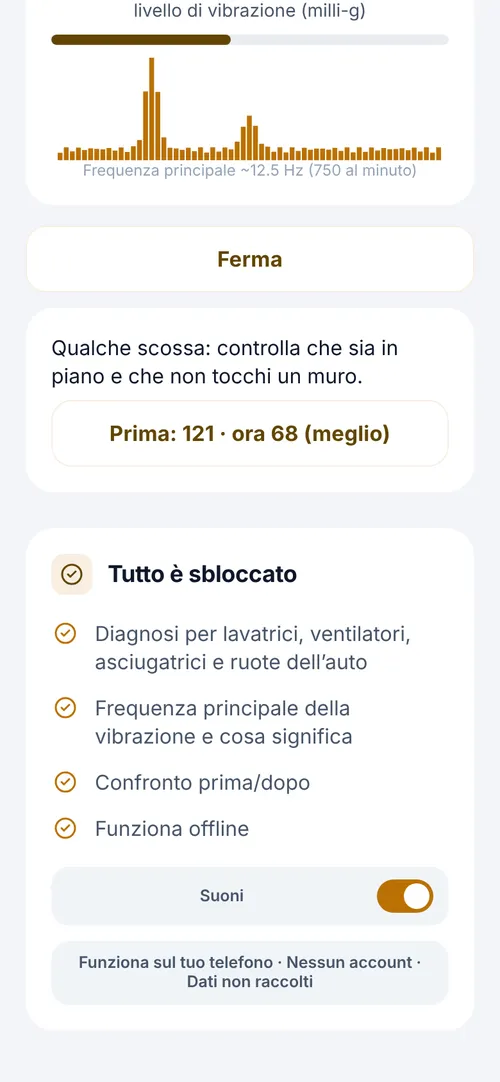 livello di vibrazione (milli-g)
Frequenza principale ~12.5 Hz (750 al minuto)
Ferma
Qualche scossa: controlla che sia in
piano e che non tocchi un muro.
Prima: 121 · ora 68 (meglio)
Tutto è sbloccato
Diagnosi per lavatrici, ventilatori,
asciugatrici e ruote dell’auto
Frequenza principale della
vibrazione e cosa significa
Confronto prima/dopo
Funziona offline
Suoni
Funziona sul tuo telefono · Nessun account ·
Dati non raccolti